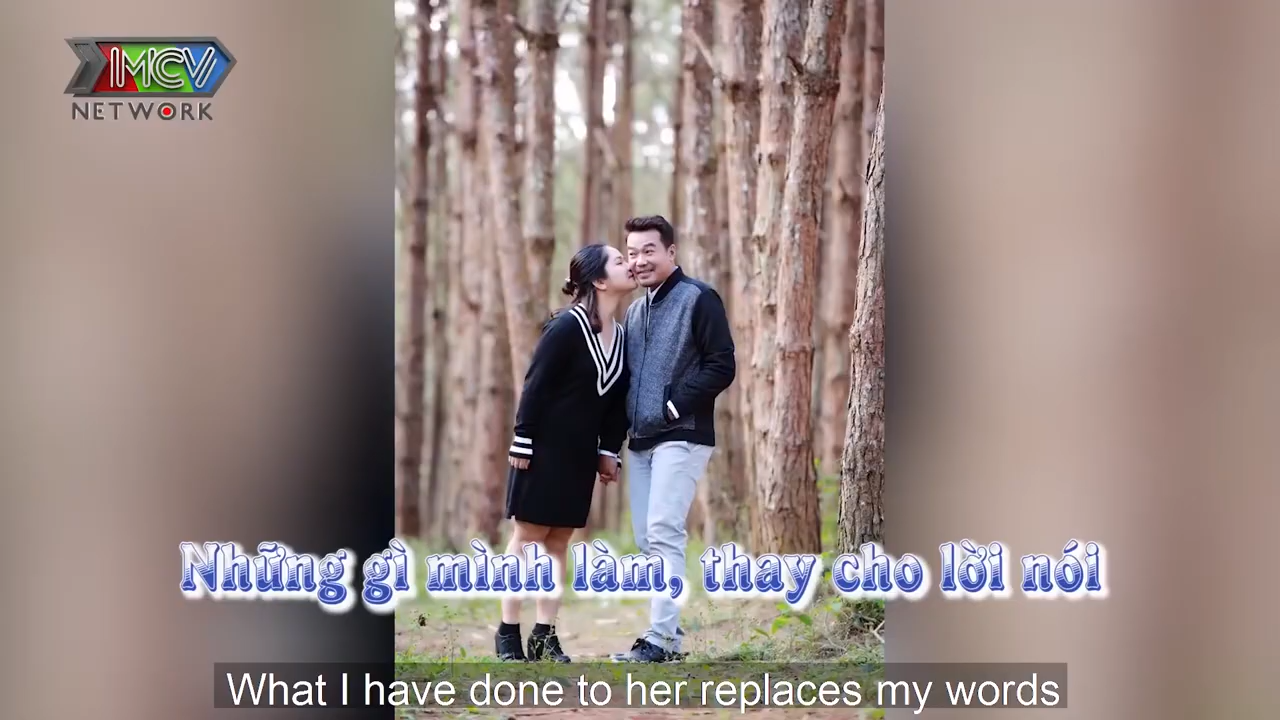 MCV
NETWORK
Những gì mình làm, thay cho lời nói
What I have done to her replaces my words